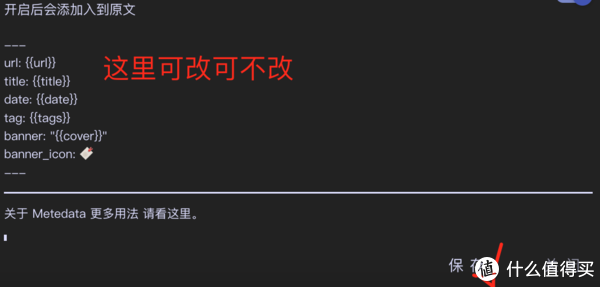 开启后会添加入到原文
---
url: {{url}}
这里可改可不改
title: {{title}}
date: {{date}}
tag: {{tags}}
banner: "{{cover}}"
banner_icon: 🔖
---
关于 Metedata 更多用法 请看这里。
保存
值 什么值得买